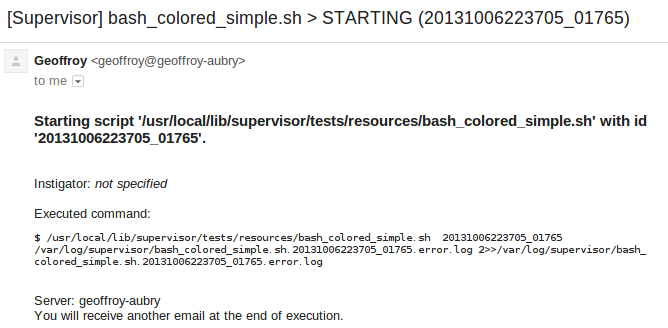 [Supervisor] bash_colored_simple.sh > STARTING (20131006223705_01765)
Geoffroy <geoffroy@geoffroy-aubry>
to me
Starting script '/usr/local/lib/supervisor/tests/resources/bash_colored_simple.sh' with id
'20131006223705_01765'.
Instigator: not specified
Executed command:
$ /usr/local/lib/supervisor/tests/resources/bash_colored_simple.sh 20131006223705_01765
/var/log/supervisor/bash_colored_simple.sh.20131006223705_01765.error.log 2>>/var/log/supervisor/bash_
colored_simple.sh.20131006223705_01765.error.log
Server: geoffroy-aubry
You will receive another email at the end of execution.